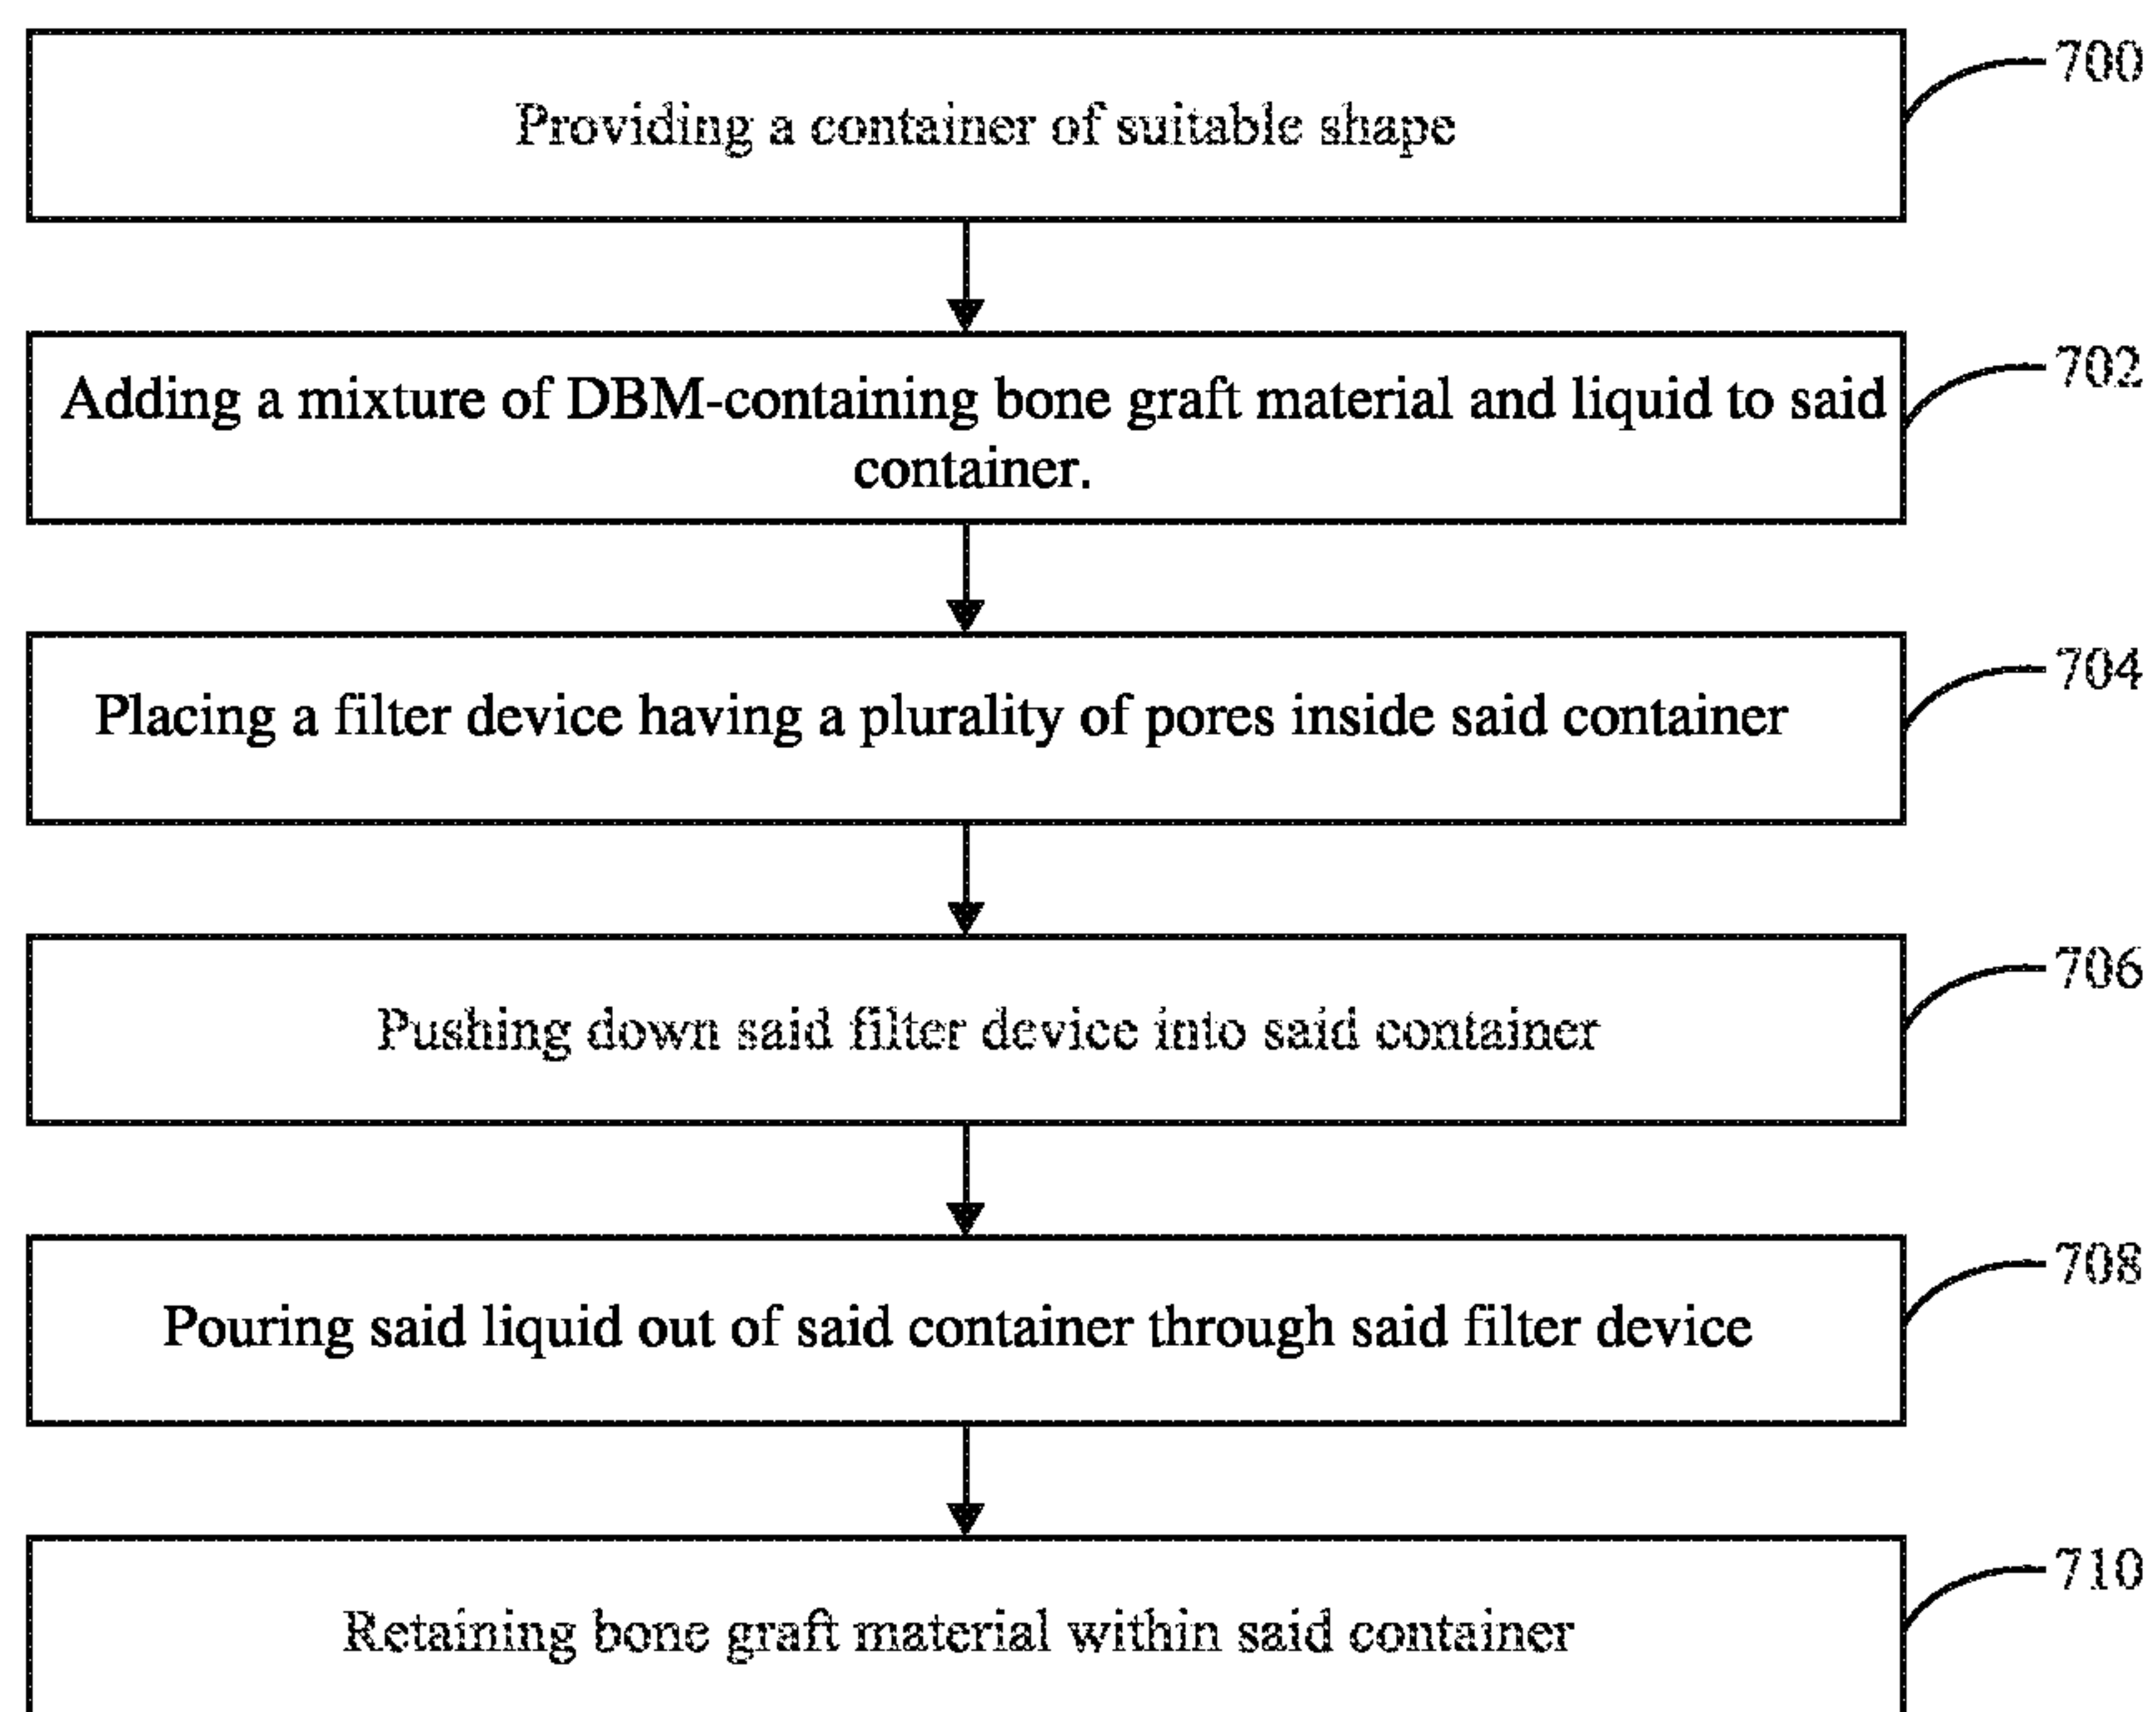 Providing a container of suitable shape
700
Adding a mixture of DBM-containing bone graft material and liquid to said
container.
702
Placing a filter device having a plurality of pores inside said container
704
Pushing down said filter device into said container
706
Pouring said liquid out of said container through said filter device
708
Retaining bone graft material within said container
710